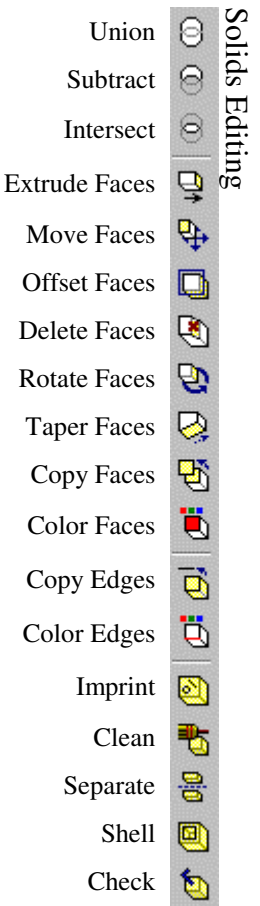 Solids Editing
Union
Subtract
Intersect
Extrude Faces
Move Faces
Offset Faces
Delete Faces
Rotate Faces
Taper Faces
Copy Faces
Color Faces
Copy Edges
Color Edges
Imprint
Clean
Separate
Shell
Check